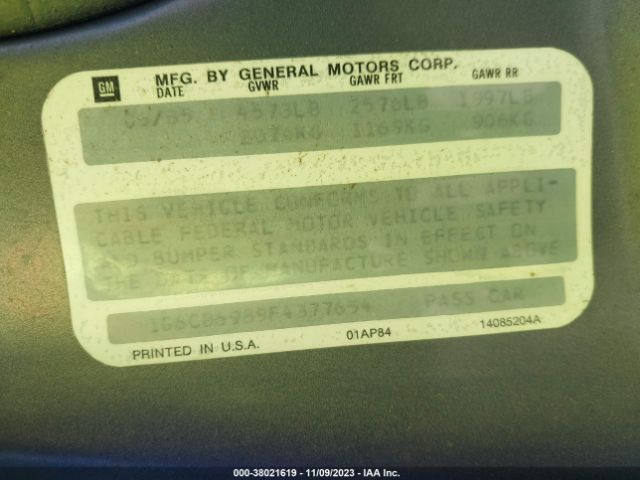 GM MFG. BY GENERAL MOTORS CORP.
DATE GVWR GAWR FRT GAWR RR
03/85 4573LB 2576LB 1997LB
2074KG 1169KG 906KG
THIS VEHICLE CONFORMS TO ALL APPLI-
CABLE FEDERAL MOTOR VEHICLE SAFETY
AND BUMPER STANDARDS IN EFFECT ON
THE DATE OF MANUFACTURE SHOWN ABOVE
1G6CD6989F4377654 PASS CAR
PRINTED IN U.S.A. 01AP84 14085204A
000-38021619 - 11/09/2023 - IAA Inc.